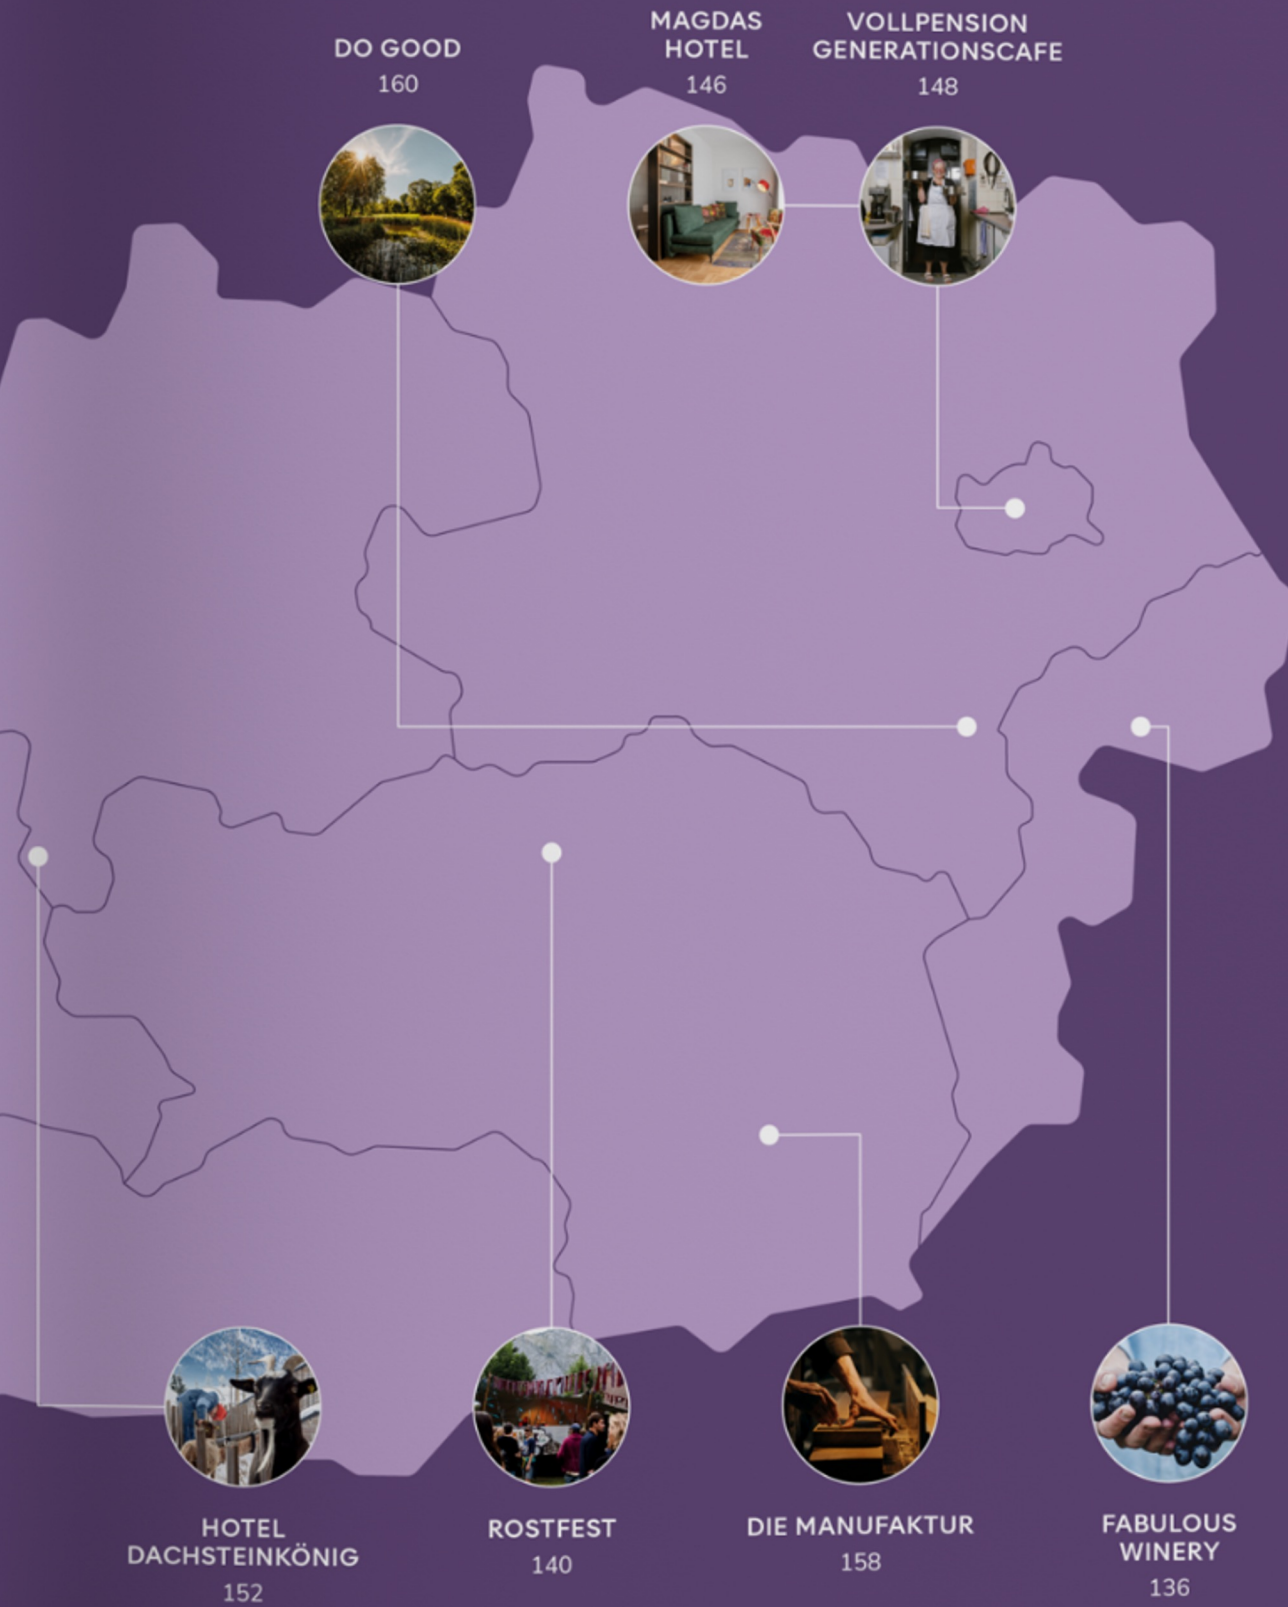 DO GOOD
160
MAGDAS
HOTEL
146
VOLLPENSION
GENERATIONSCAFE
148
HOTEL
DACHSTEINKÖNIG
152
ROSTFEST
140
DIE MANUFAKTUR
158
FABULOUS
WINERY
136